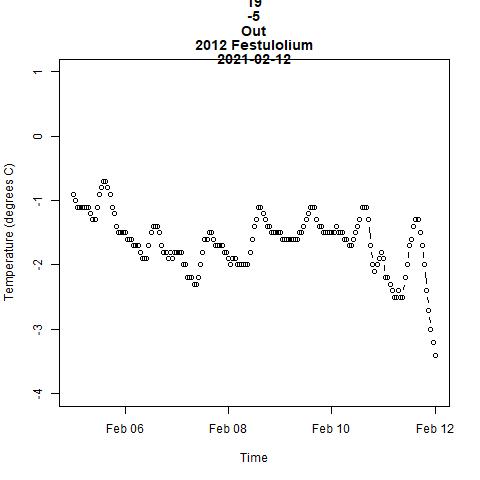 19
-5
Out
2012 Festulolium
2021-02-12
Temperature (degrees C)
1
0
-1
-2
-3
-4
Feb 06 Feb 08 Feb 10 Feb 12
Time